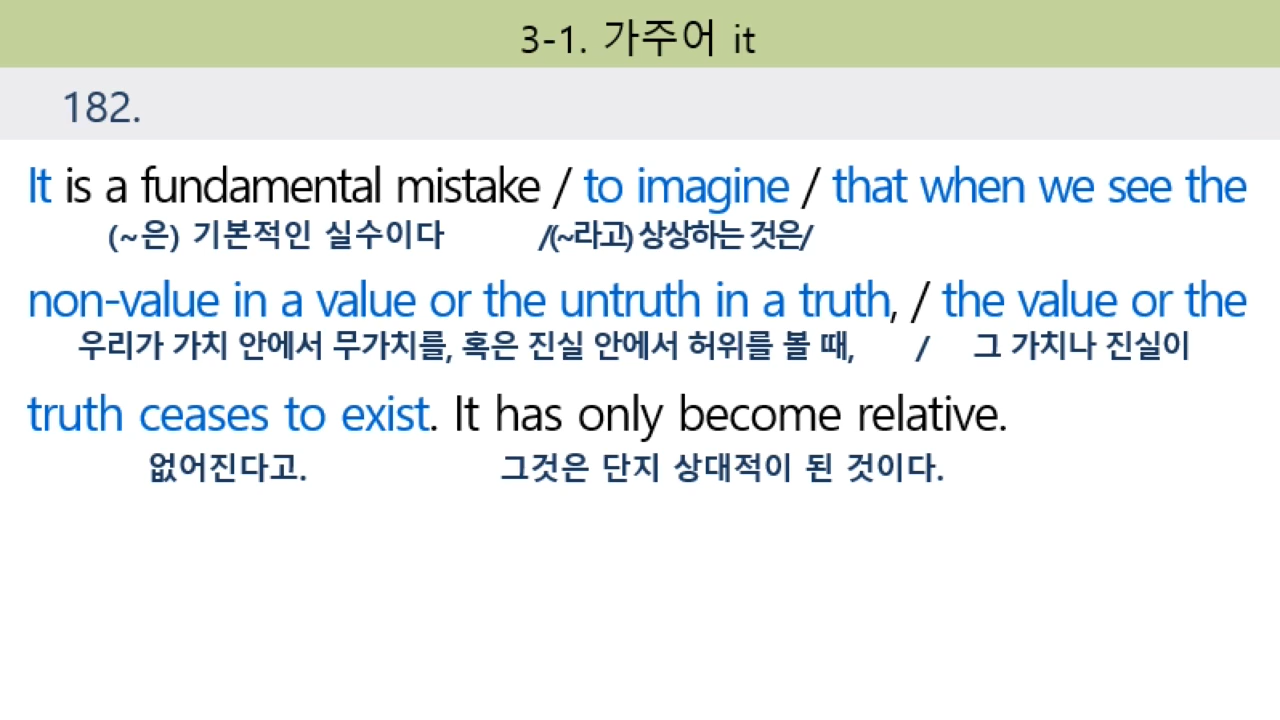 3-1. 가주어 it
182.
It is a fundamental mistake / to imagine / that when we see the
(~은) 기본적인 실수이다 /(~라고) 상상하는 것은/
non-value in a value or the untruth in a truth, / the value or the
우리가 가치 안에서 무가치를, 혹은 진실 안에서 허위를 볼 때, / 그 가치나 진실이
truth ceases to exist. It has only become relative.
없어진다고. 그것은 단지 상대적이 된 것이다.